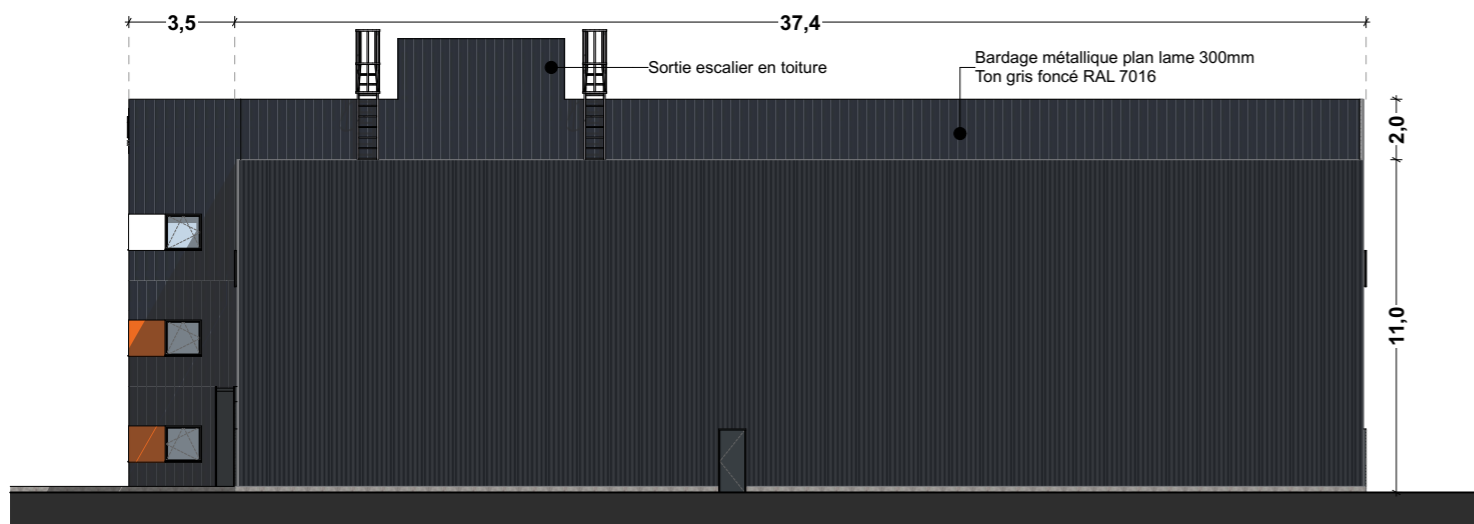 3,5
37,4
Sortie escalier en toiture
Bardage métallique plan lame 300mm
Ton gris foncé RAL 7016
2,0
11,0